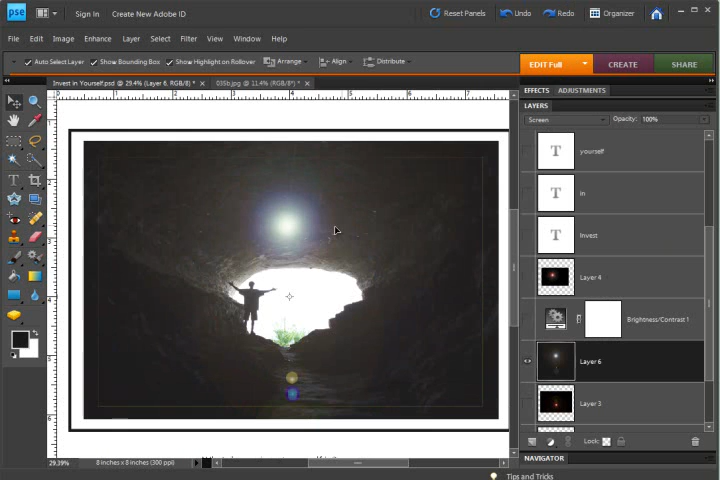 pse Sign In Create New Adobe ID Reset Panels Undo Redo Organizer
File Edit Image Enhance Layer Select Filter View Window Help
Auto Select Layer Show Bounding Box Show Highlight on Rollover Arrange Align Distribute EDIT Full CREATE SHARE
Invest in Yourself.psd @ 29.4% (Layer 6, RGB/8) * × 035b.jpg @ 11.4% (RGB/8*) * ×
EFFECTS ADJUSTMENTS
LAYERS
Screen Opacity: 100%
T yourself
T in
T Invest
Layer 4
Brightness/Contrast 1
Layer 6
Layer 3
Lock:
29.39% 8 inches x 8 inches (300 ppi)
NAVIGATOR
Tips and Tricks